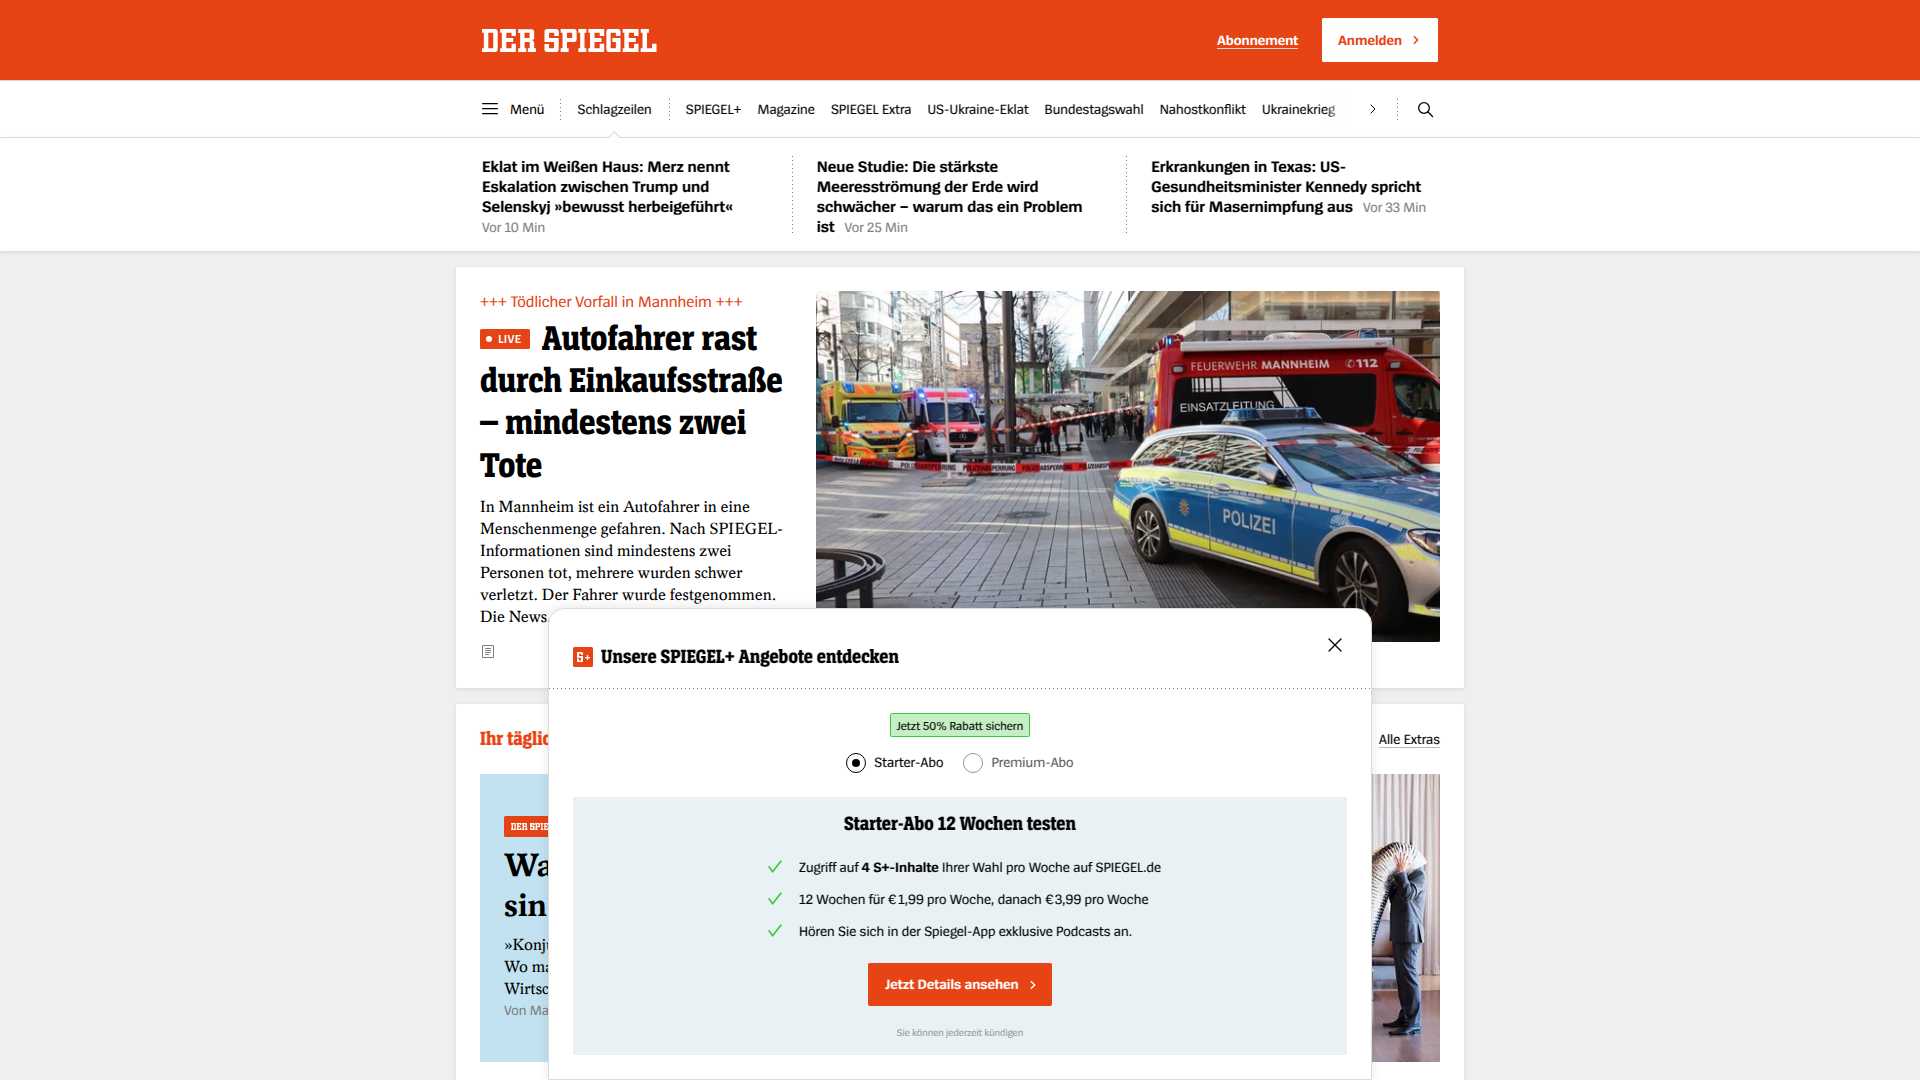 DER SPIEGEL
Abonnement
Anmelden
Menü
Schlagzeilen
SPIEGEL+
Magazine
SPIEGEL Extra
US-Ukraine-Eklat
Bundestagswahl
Nahostkonflikt
Ukrainekrieg
Eklat im Weißen Haus: Merz nennt
Eskalation zwischen Trump und
Selenskyj »bewusst herbeigeführt«
Vor 10 Min
Neue Studie: Die stärkste
Meeresströmung der Erde wird
schwächer – warum das ein Problem
ist Vor 25 Min
Erkrankungen in Texas: US-
Gesundheitsminister Kennedy spricht
sich für Masernimpfung aus Vor 33 Min
+++ Tödlicher Vorfall in Mannheim +++
LIVE Autofahrer rast
durch Einkaufsstraße
– mindestens zwei
Tote
In Mannheim ist ein Autofahrer in eine
Menschenmenge gefahren. Nach SPIEGEL-
Informationen sind mindestens zwei
Personen tot, mehrere wurden schwer
verletzt. Der Fahrer wurde festgenommen.
Die News
FEUERWEHR MANNHEIM 112
EINSATZLEITUNG
POLIZEIABSPERRUNG POLIZEIABSPERRUNG
POLIZEI
S+ Unsere SPIEGEL+ Angebote entdecken
Jetzt 50% Rabatt sichern
Starter-Abo
Premium-Abo
Starter-Abo 12 Wochen testen
Zugriff auf 4 S+-Inhalte Ihrer Wahl pro Woche auf SPIEGEL.de
12 Wochen für €1,99 pro Woche, danach €3,99 pro Woche
Hören Sie sich in der Spiegel-App exklusive Podcasts an.
Jetzt Details ansehen
Sie können jederzeit kündigen
Ihr täglic
Alle Extras
DER SPIE
Wa
sin
»Konju
Wo ma
Wirtsc
Von Ma